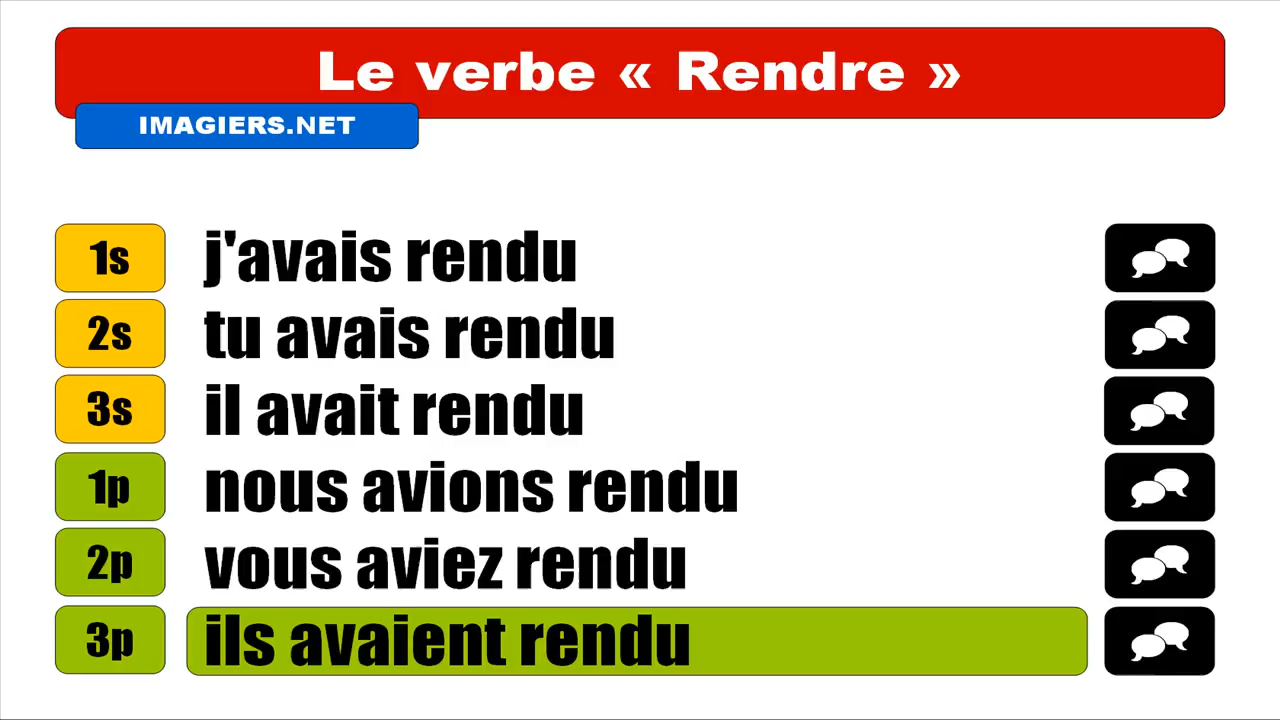 Le verbe « Rendre »
IMAGIERS.NET
1s j'avais rendu
2s tu avais rendu
3s il avait rendu
1p nous avions rendu
2p vous aviez rendu
3p ils avaient rendu